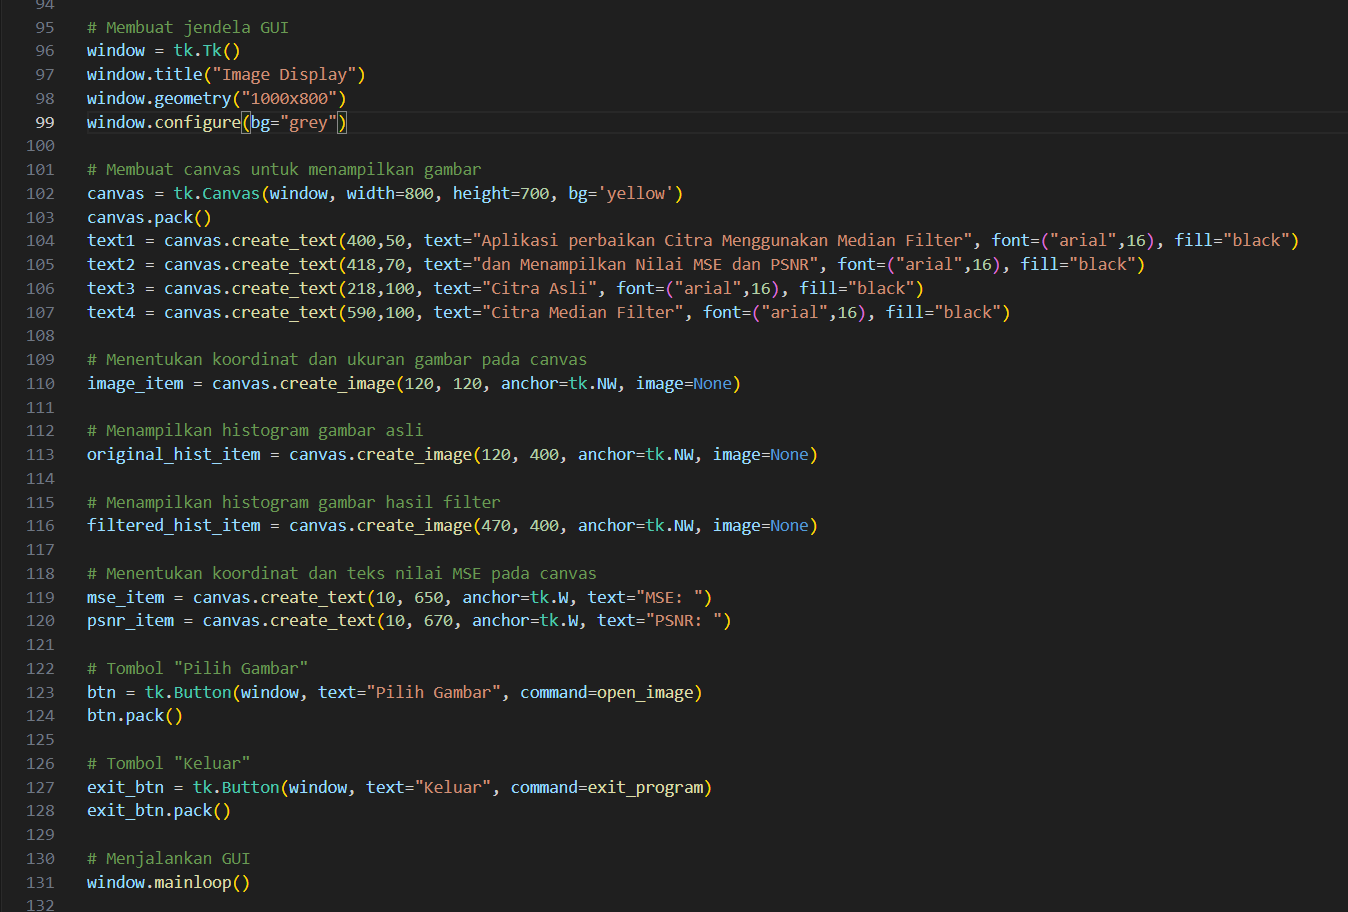 94
95 # Membuat jendela GUI
96 window = tk.Tk()
97 window.title("Image Display")
98 window.geometry("1000x800")
99 window.configure(bg="grey")
100
101 # Membuat canvas untuk menampilkan gambar
102 canvas = tk.Canvas(window, width=800, height=700, bg='yellow')
103 canvas.pack()
104 text1 = canvas.create_text(400,50, text="Aplikasi perbaikan Citra Menggunakan Median Filter", font=("arial",16), fill="black")
105 text2 = canvas.create_text(418,70, text="dan Menampilkan Nilai MSE dan PSNR", font=("arial",16), fill="black")
106 text3 = canvas.create_text(218,100, text="Citra Asli", font=("arial",16), fill="black")
107 text4 = canvas.create_text(590,100, text="Citra Median Filter", font=("arial",16), fill="black")
108
109 # Menentukan koordinat dan ukuran gambar pada canvas
110 image_item = canvas.create_image(120, 120, anchor=tk.NW, image=None)
111
112 # Menampilkan histogram gambar asli
113 original_hist_item = canvas.create_image(120, 400, anchor=tk.NW, image=None)
114
115 # Menampilkan histogram gambar hasil filter
116 filtered_hist_item = canvas.create_image(470, 400, anchor=tk.NW, image=None)
117
118 # Menentukan koordinat dan teks nilai MSE pada canvas
119 mse_item = canvas.create_text(10, 650, anchor=tk.W, text="MSE: ")
120 psnr_item = canvas.create_text(10, 670, anchor=tk.W, text="PSNR: ")
121
122 # Tombol "Pilih Gambar"
123 btn = tk.Button(window, text="Pilih Gambar", command=open_image)
124 btn.pack()
125
126 # Tombol "Keluar"
127 exit_btn = tk.Button(window, text="Keluar", command=exit_program)
128 exit_btn.pack()
129
130 # Menjalankan GUI
131 window.mainloop()
132